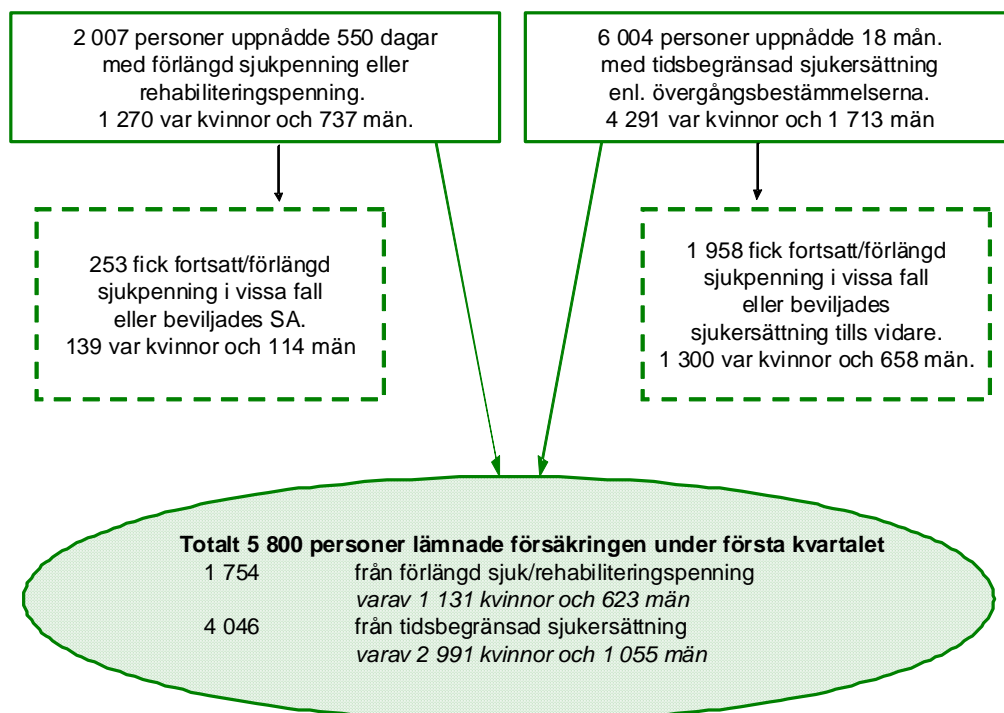 2 007 personer uppnådde 550 dagar
med förlängd sjukpenning eller
rehabiliteringspenning.
1 270 var kvinnor och 737 män.
6 004 personer uppnådde 18 mån.
med tidsbegränsad sjukersättning
enl. övergångsbestämmelserna.
4 291 var kvinnor och 1 713 män
253 fick fortsatt/förlängd
sjukpenning i vissa fall
eller beviljades SA.
139 var kvinnor och 114 män
1 958 fick fortsatt/förlängd
sjukpenning i vissa fall
eller beviljades
sjukersättning tills vidare.
1 300 var kvinnor och 658 män.
Totalt 5 800 personer lämnade försäkringen under första kvartalet
1 754 från förlängd sjuk/rehabiliteringspenning
varav 1 131 kvinnor och 623 män
4 046 från tidsbegränsad sjukersättning
varav 2 991 kvinnor och 1 055 män